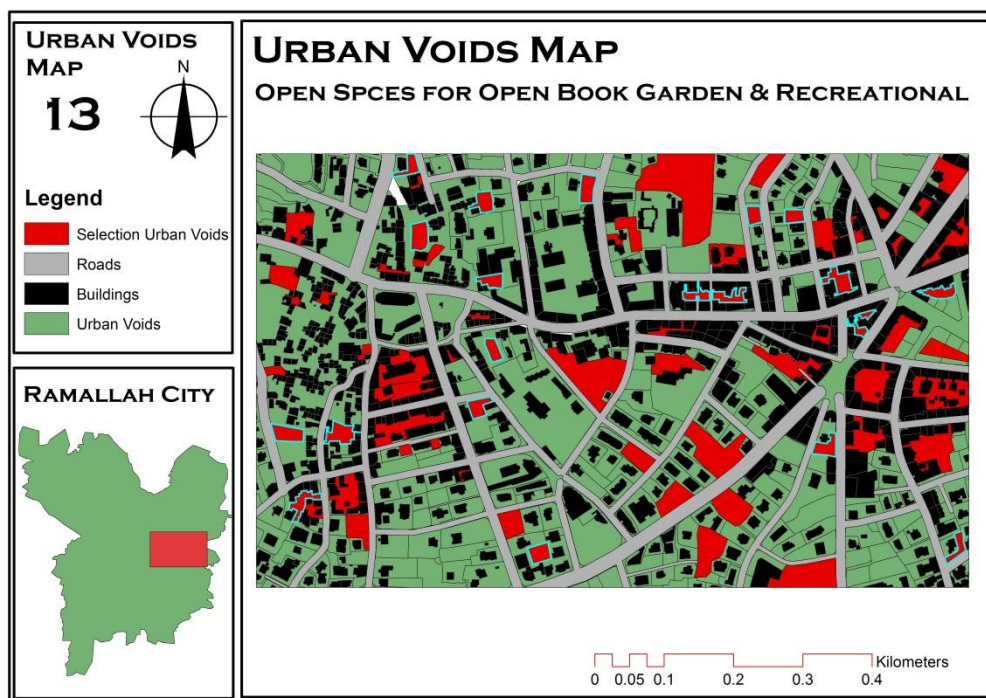 URBAN VOIDS
MAP
13
N
Legend
Selection Urban Voids
Roads
Buildings
Urban Voids
RAMALLAH CITY
URBAN VOIDS MAP
OPEN SPCES FOR OPEN BOOK GARDEN & RECREATIONAL
Kilometers
0 0.05 0.1 0.2 0.3 0.4